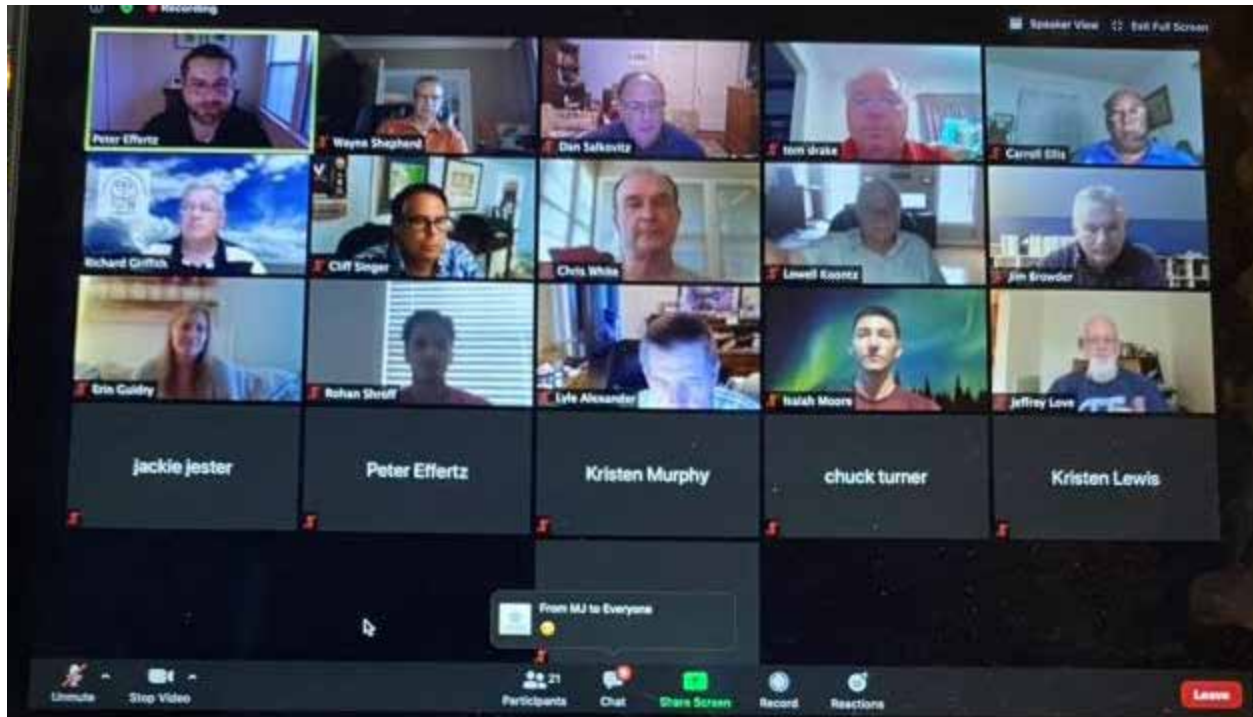 Recording
Speaker View Exit Full Screen
Peter Effertz
Wayne Shepherd
Dan Salkovitz
tom drake
Carroll Ellis
Richard Griffith
Cliff Singer
Chris White
Lowell Koontz
Jim Browder
Erin Guidry
Rohan Shroff
Lyle Alexander
Isaiah Moore
Jeffrey Love
jackie jester
Peter Effertz
Kristen Murphy
chuck turner
Kristen Lewis
From MJ to Everyone
21
Unmute
Stop Video
Participants
Chat
Share Screen
Record
Reactions
Leave